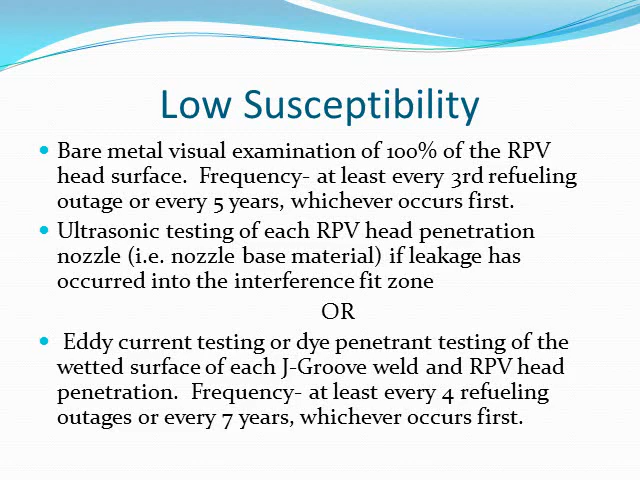 Low Susceptibility
Bare metal visual examination of 100% of the RPV
head surface.  Frequency- at least every 3rd refueling
outage or every 5 years, whichever occurs first.
Ultrasonic testing of each RPV head penetration
nozzle (i.e. nozzle base material) if leakage has
occurred into the interference fit zone
OR
Eddy current testing or dye penetrant testing of the
wetted surface of each J-Groove weld and RPV head
penetration.  Frequency- at least every 4 refueling
outages or every 7 years, whichever occurs first.